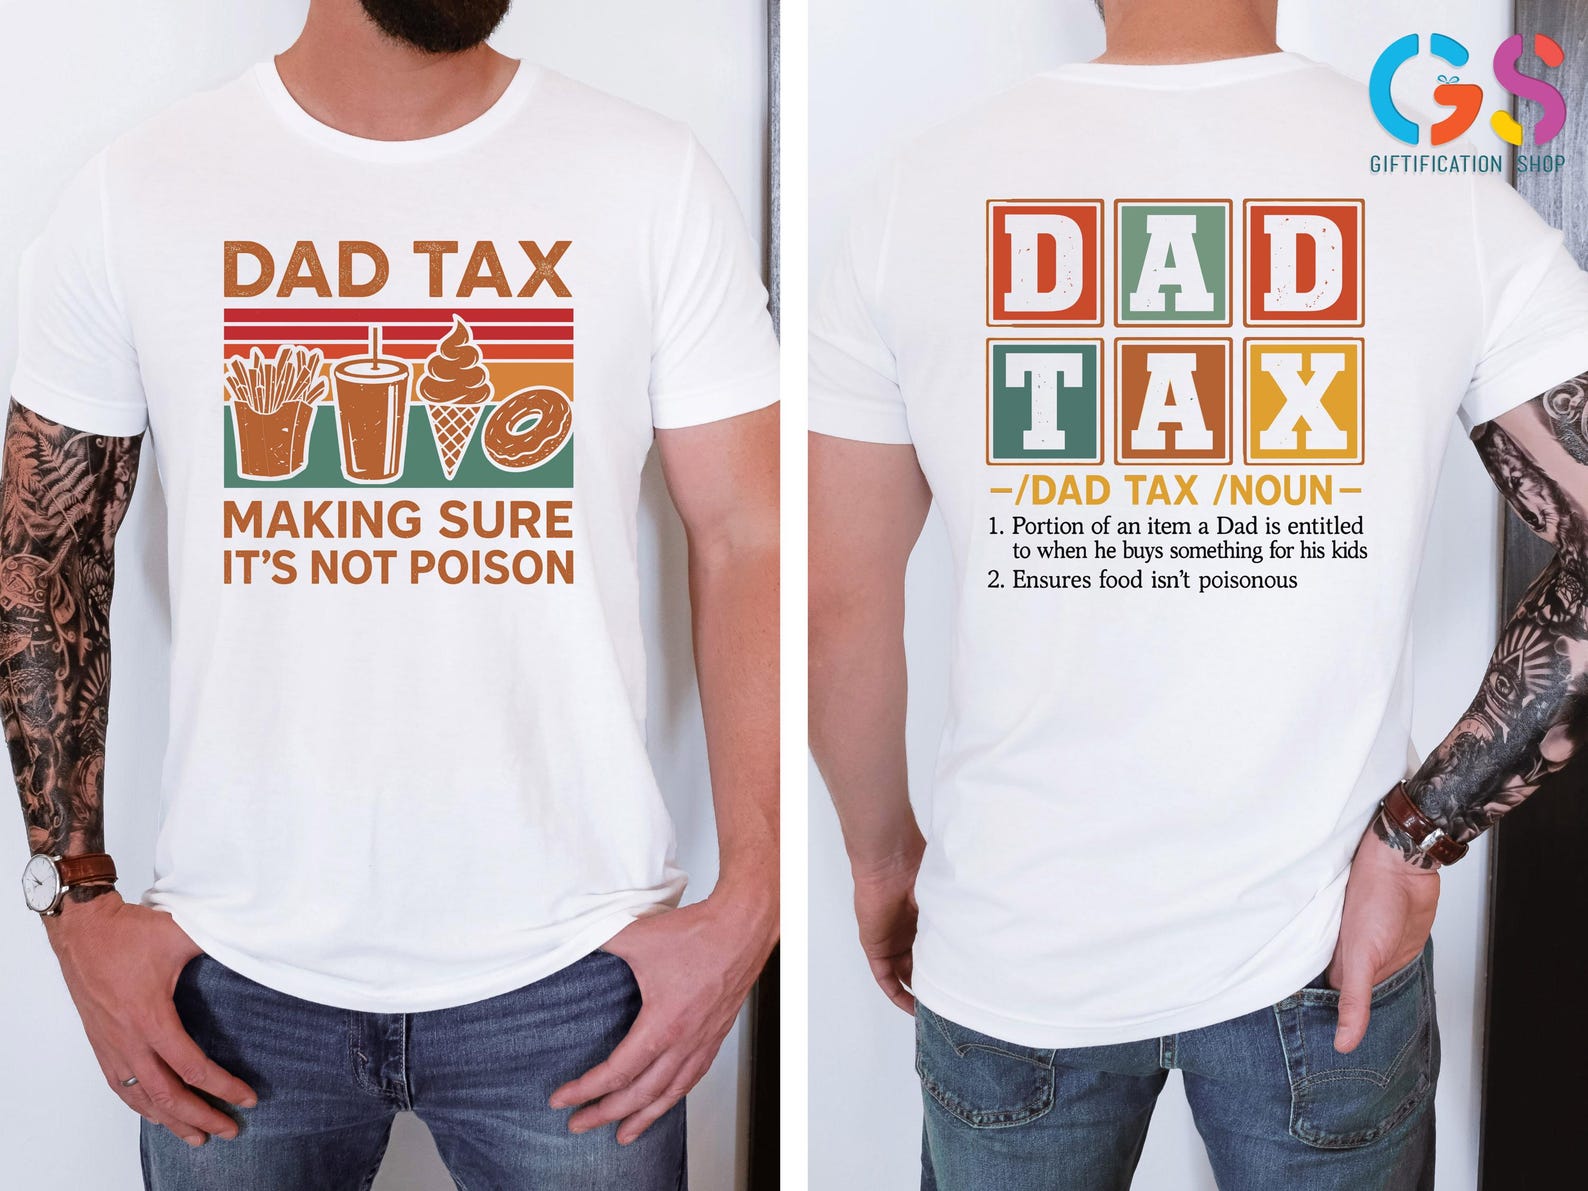 DAD TAX
MAKING SURE
IT'S NOT POISON
GS
GIFTIFICATION SHOP
DAD
TAX
-/DAD TAX /NOUN-
1. Portion of an item a Dad is entitled
to when he buys something for his kids
2. Ensures food isn't poisonous